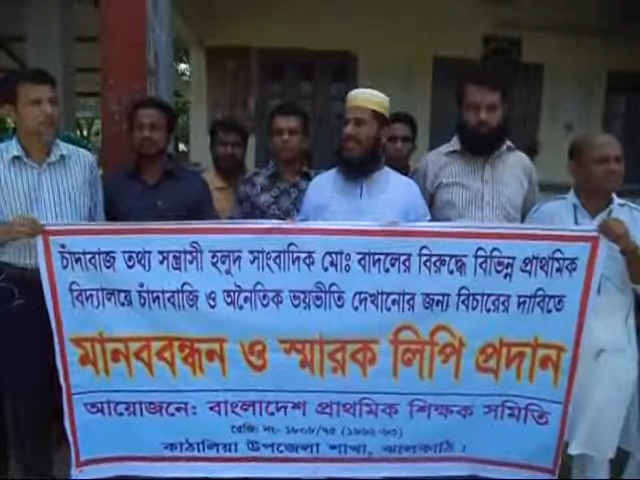 চাঁদাবাজ তথ্য সন্ত্রাসী হলুদ সাংবাদিক মোঃ বাদলের বিরুদ্ধে বিভিন্ন প্রাথমিক
বিদ্যালয়ে চাঁদাবাজি ও অনৈতিক ভয়ভীতি দেখানোর জন্য বিচারের দাবিতে
মানববন্ধন ও স্মারক লিপি প্রদান
আয়োজনে: বাংলাদেশ প্রাথমিক শিক্ষক সমিতি
রেজিঃ নং-
কাঠালিয়া উপজেলা শাখা, ঝালকাঠি।